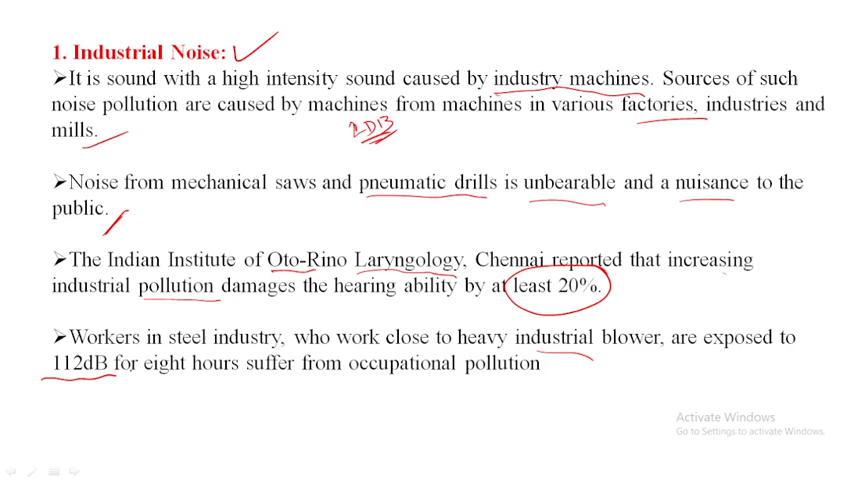 1. Industrial Noise:
➤It is sound with a high intensity sound caused by industry machines. Sources of such
noise pollution are caused by machines from machines in various factories, industries and
mills.
➤Noise from mechanical saws and pneumatic drills is unbearable and a nuisance to the
public.
➤The Indian Institute of Oto-Rino Laryngology, Chennai reported that increasing
industrial pollution damages the hearing ability by at least 20%.
➤Workers in steel industry, who work close to heavy industrial blower, are exposed to
112dB for eight hours suffer from occupational pollution
Activate Windows
Go to Settings to activate Windows.